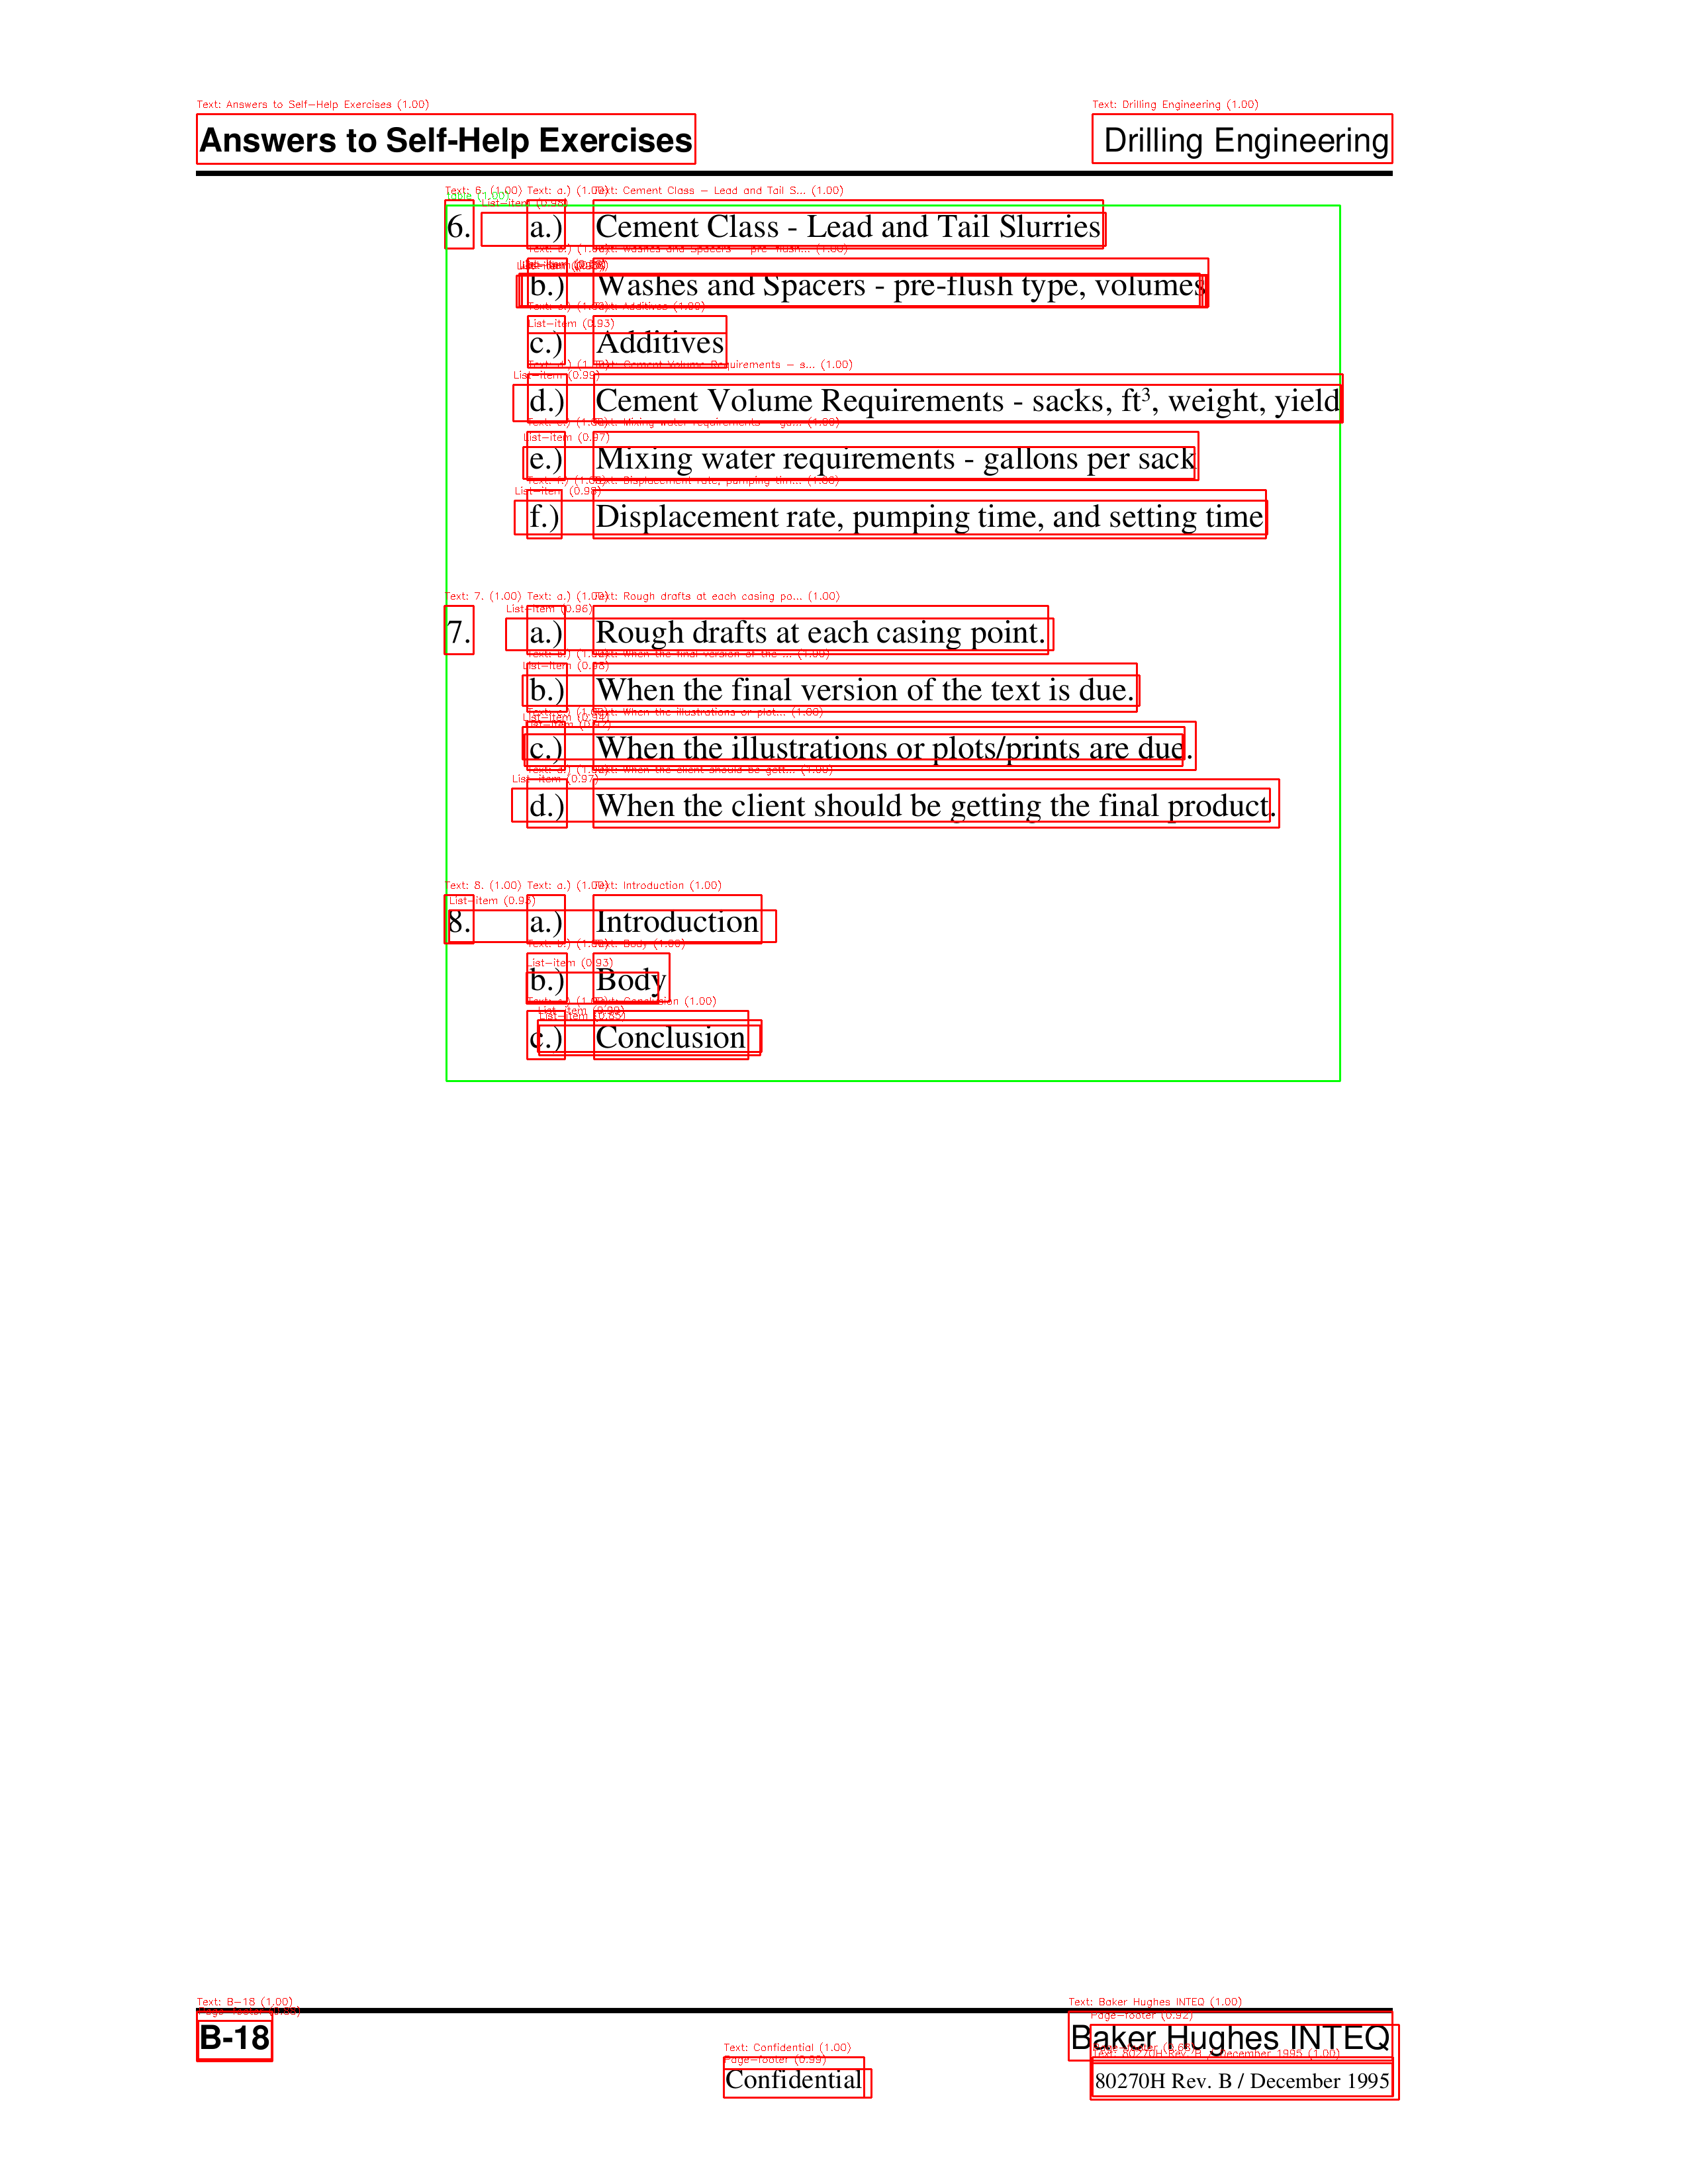 Answers to Self-Help Exercises Drilling Engineering
6. a.) Cement Class - Lead and Tail Slurries
b.) Washes and Spacers - pre-flush type, volumes
c.) Additives
d.) Cement Volume Requirements - sacks, ft³, weight, yield
e.) Mixing water requirements - gallons per sack
f.) Displacement rate, pumping time, and setting time
7. a.) Rough drafts at each casing point.
b.) When the final version of the text is due.
c.) When the illustrations or plots/prints are due.
d.) When the client should be getting the final product.
8. a.) Introduction
b.) Body
c.) Conclusion
B-18 Baker Hughes INTEQ
Confidential 80270H Rev. B / December 1995